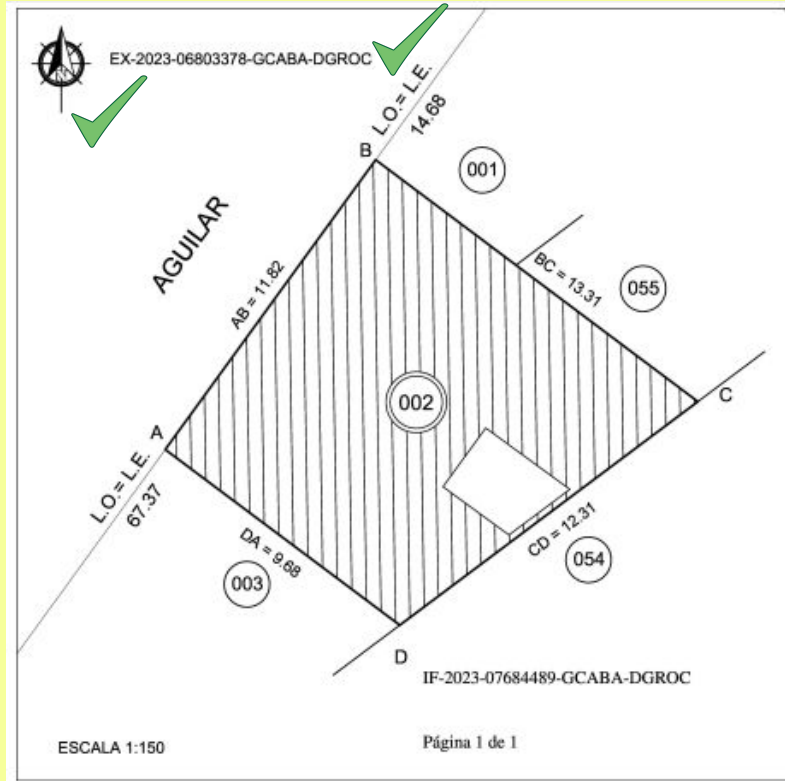 EX-2023-06803378-GCABA-DGROC
N
L.O.= L.E.
14.68
B
001
AGUILAR
BC = 13.31
055
AB = 11.82
002
C
A
L.O.= L.E.
67.37
DA = 9.68
CD = 12.31
003
054
D
IF-2023-07684489-GCABA-DGROC
ESCALA 1:150
Página 1 de 1